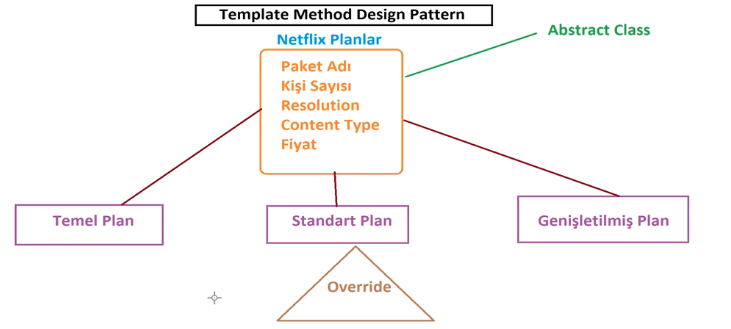 Template Method Design Pattern
Netflix Planlar
Abstract Class
Paket Adı
Kişi Sayısı
Resolution
Content Type
Fiyat
Temel Plan
Standart Plan
Genişletilmiş Plan
Override